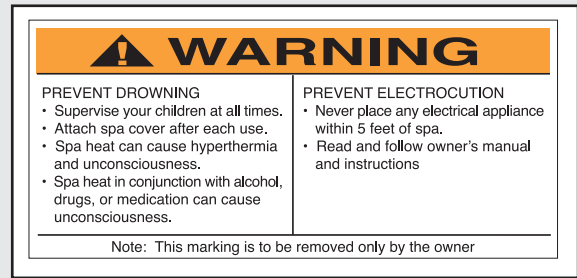 WARNING
PREVENT DROWNING
• Supervise your children at all times.
• Attach spa cover after each use.
• Spa heat can cause hyperthermia
and unconsciousness.
• Spa heat in conjunction with alcohol,
drugs, or medication can cause
unconsciousness.
PREVENT ELECTROCUTION
• Never place any electrical appliance
within 5 feet of spa.
• Read and follow owner's manual
and instructions
Note: This marking is to be removed only by the owner